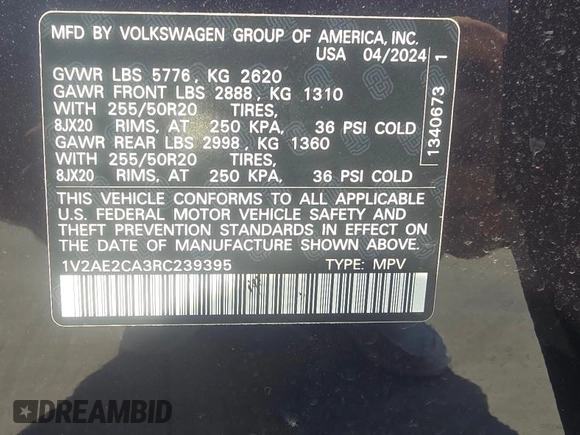 MFD BY VOLKSWAGEN GROUP OF AMERICA, INC.
USA 04/2024
GVWR LBS 5776, KG 2620
GAWR FRONT LBS 2888, KG 1310
WITH 255/50R20 TIRES,
8JX20 RIMS, AT 250 KPA, 36 PSI COLD
GAWR REAR LBS 2998, KG 1360
WITH 255/50R20 TIRES,
8JX20 RIMS, AT 250 KPA, 36 PSI COLD
THIS VEHICLE CONFORMS TO ALL APPLICABLE
U.S. FEDERAL MOTOR VEHICLE SAFETY AND
THEFT PREVENTION STANDARDS IN EFFECT
ON THE DATE OF MANUFACTURE SHOWN ABOVE.
1V2AE2CA3RC239395 TYPE: MPV
1340673 1
DREAMBID